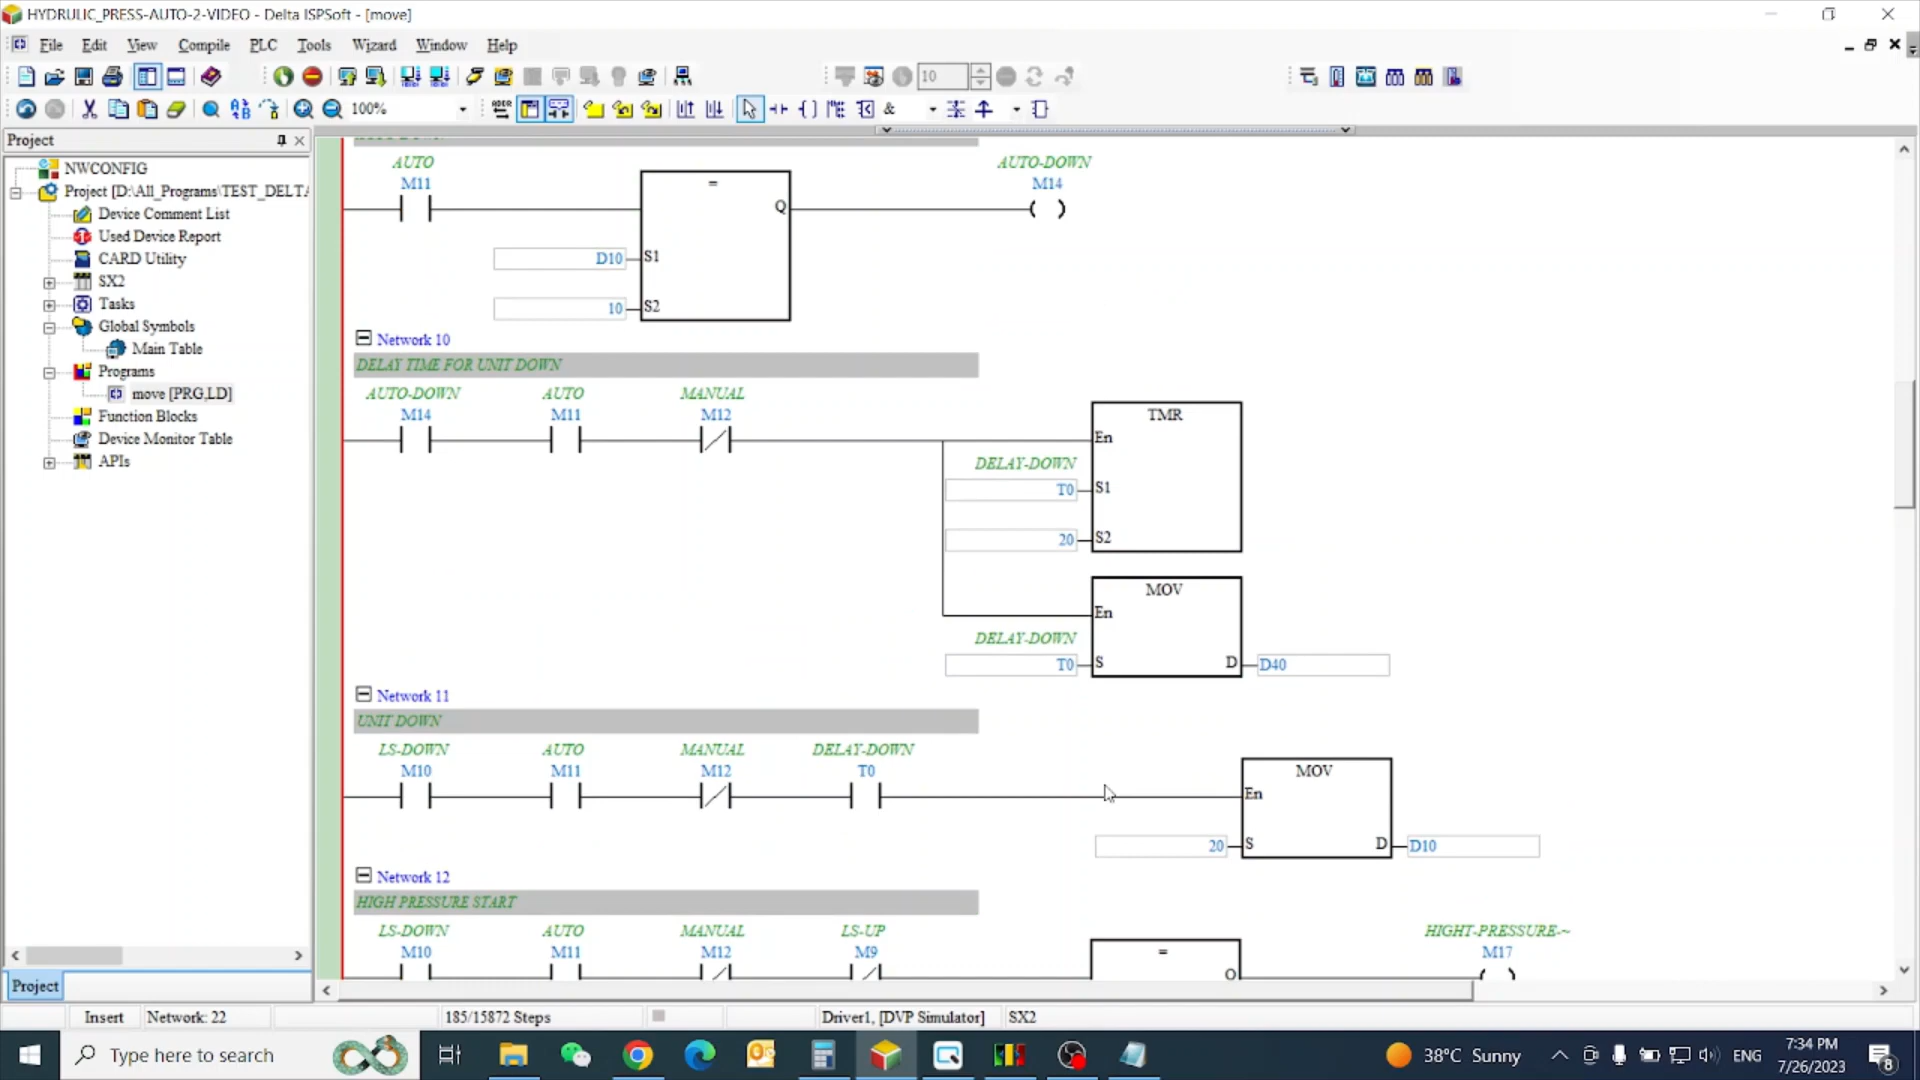 HYDRULIC_PRESS-AUTO-2-VIDEO - Delta ISPSoft - [move]
File Edit View Compile PLC Tools Wizard Window Help
10
100%
Project
NWCONFIG
Project [D:\All_Programs\TEST_DELTA
Device Comment List
Used Device Report
CARD Utility
SX2
Tasks
Global Symbols
Main Table
Programs
move [PRG,LD]
Function Blocks
Device Monitor Table
APIs
Project
AUTO AUTO-DOWN
M11 = M14
Q
D10 S1
10 S2
Network 10
DELAY TIME FOR UNIT DOWN
AUTO-DOWN AUTO MANUAL
M14 M11 M12 TMR
En
DELAY-DOWN
T0 S1
20 S2
MOV
En
DELAY-DOWN
T0 S D D40
Network 11
UNIT DOWN
LS-DOWN AUTO MANUAL DELAY-DOWN
M10 M11 M12 T0 MOV
En
20 S D D10
Network 12
HIGH PRESSURE START
LS-DOWN AUTO MANUAL LS-UP HIGHT-PRESSURE-~
M10 M11 M12 M9 = M17
Q
Insert Network: 22 185/15872 Steps Driver1, [DVP Simulator] SX2
Type here to search
38°C Sunny ENG
7:34 PM
7/26/2023
8